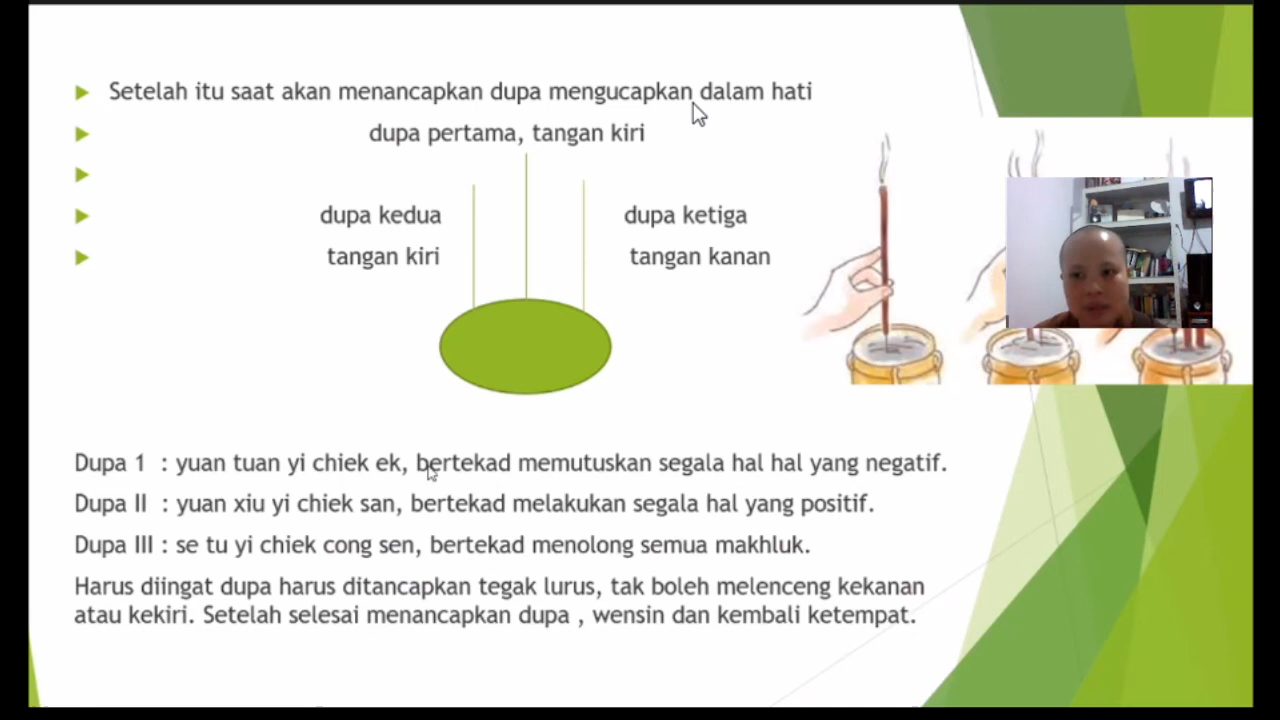 Setelah itu saat akan menancapkan dupa mengucapkan dalam hati
dupa pertama, tangan kiri
dupa kedua dupa ketiga
tangan kiri tangan kanan
Dupa 1 : yuan tuan yi chiek ek, bertekad memutuskan segala hal hal yang negatif.
Dupa II : yuan xiu yi chiek san, bertekad melakukan segala hal yang positif.
Dupa III : se tu yi chiek cong sen, bertekad menolong semua makhluk.
Harus diingat dupa harus ditancapkan tegak lurus, tak boleh melenceng kekanan
atau kekiri. Setelah selesai menancapkan dupa , wensin dan kembali ketempat.